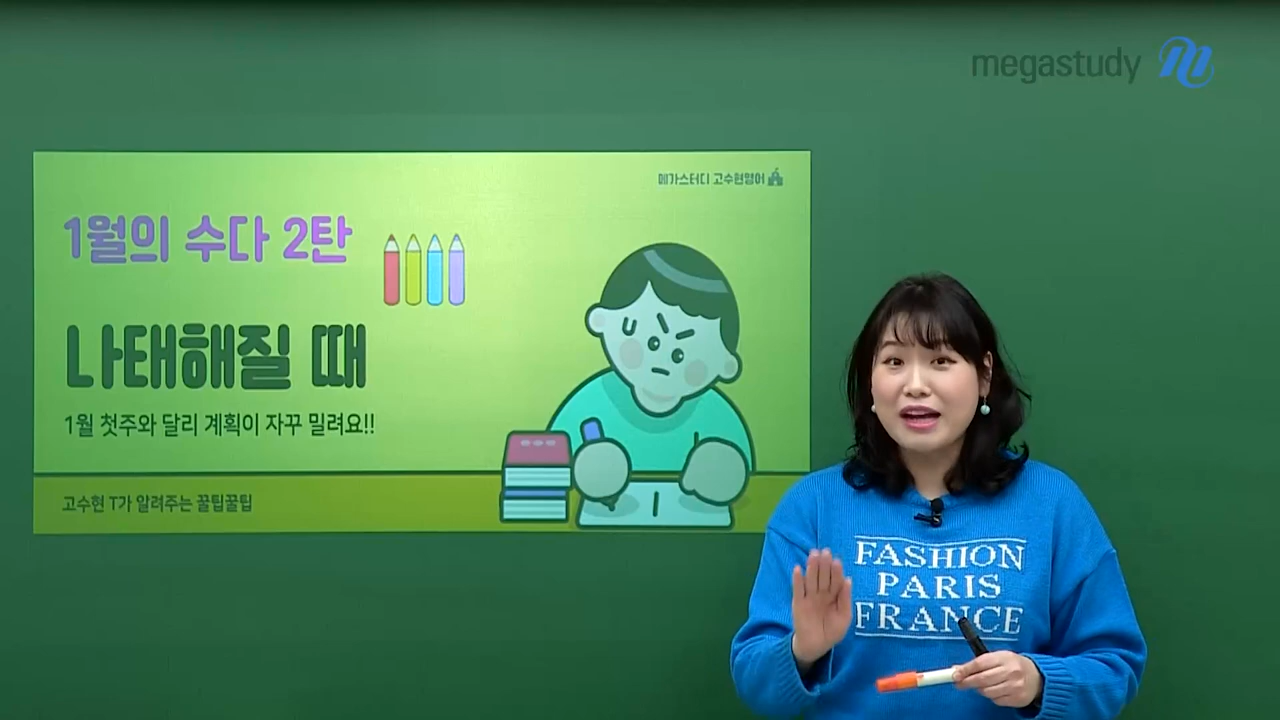 megastudy
메가스터디 고수현영어
1월의 수다 2탄
나태해질 때
1월 첫주와 달리 계획이 자꾸 밀려요!!
고수현 T가 알려주는 꿀팁꿀팁
FASHION
PARIS
FRANCE